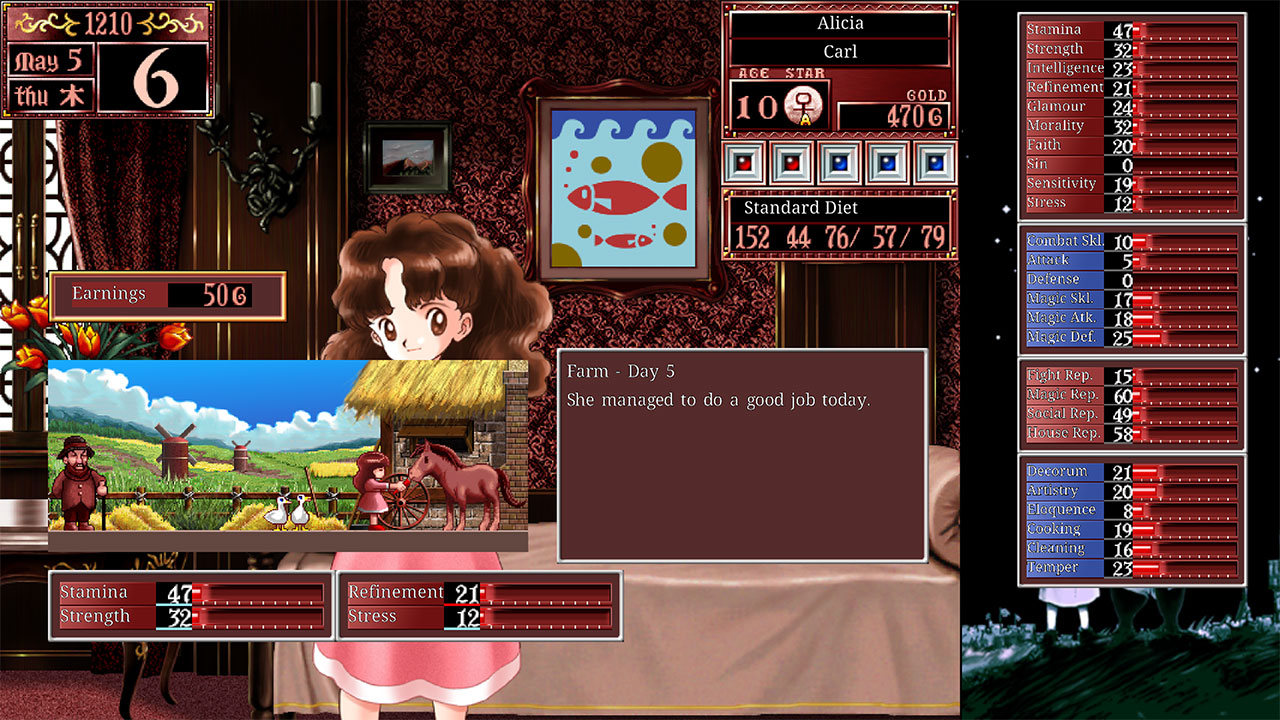 1210
May 5
thu 木
6
Alicia
Carl
AGE STAR
10
A
GOLD
470G
Standard Diet
152 44 76/ 57/ 79
Earnings 50G
Farm - Day 5
She managed to do a good job today.
Stamina 47
Strength 32
Refinement 21
Stress 12
Stamina 47
Strength 32
Intelligence 23
Refinement 21
Glamour 24
Morality 32
Faith 20
Sin 0
Sensitivity 19
Stress 12
Combat Skl. 10
Attack 5
Defense 0
Magic Skl. 17
Magic Atk. 18
Magic Def. 25
Fight Rep. 15
Magic Rep. 60
Social Rep. 49
House Rep. 58
Decorum 21
Artistry 20
Eloquence 8
Cooking 19
Cleaning 16
Temper 23